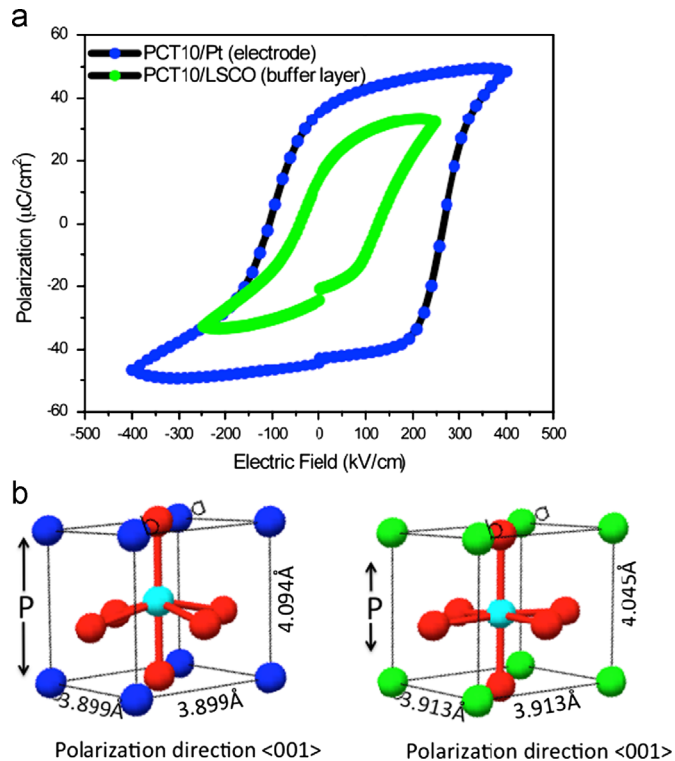 a
PCT10/Pt (electrode)
PCT10/LSCO (buffer layer)
Polarization (μC/cm²)
60
40
20
0
-20
-40
-60
-500 -400 -300 -200 -100 0 100 200 300 400 500
Electric Field (kV/cm)
b
b a
P
4.094Å
3.899Å 3.899Å
Polarization direction <001>
b a
P
4.045Å
3.913Å 3.913Å
Polarization direction <001>